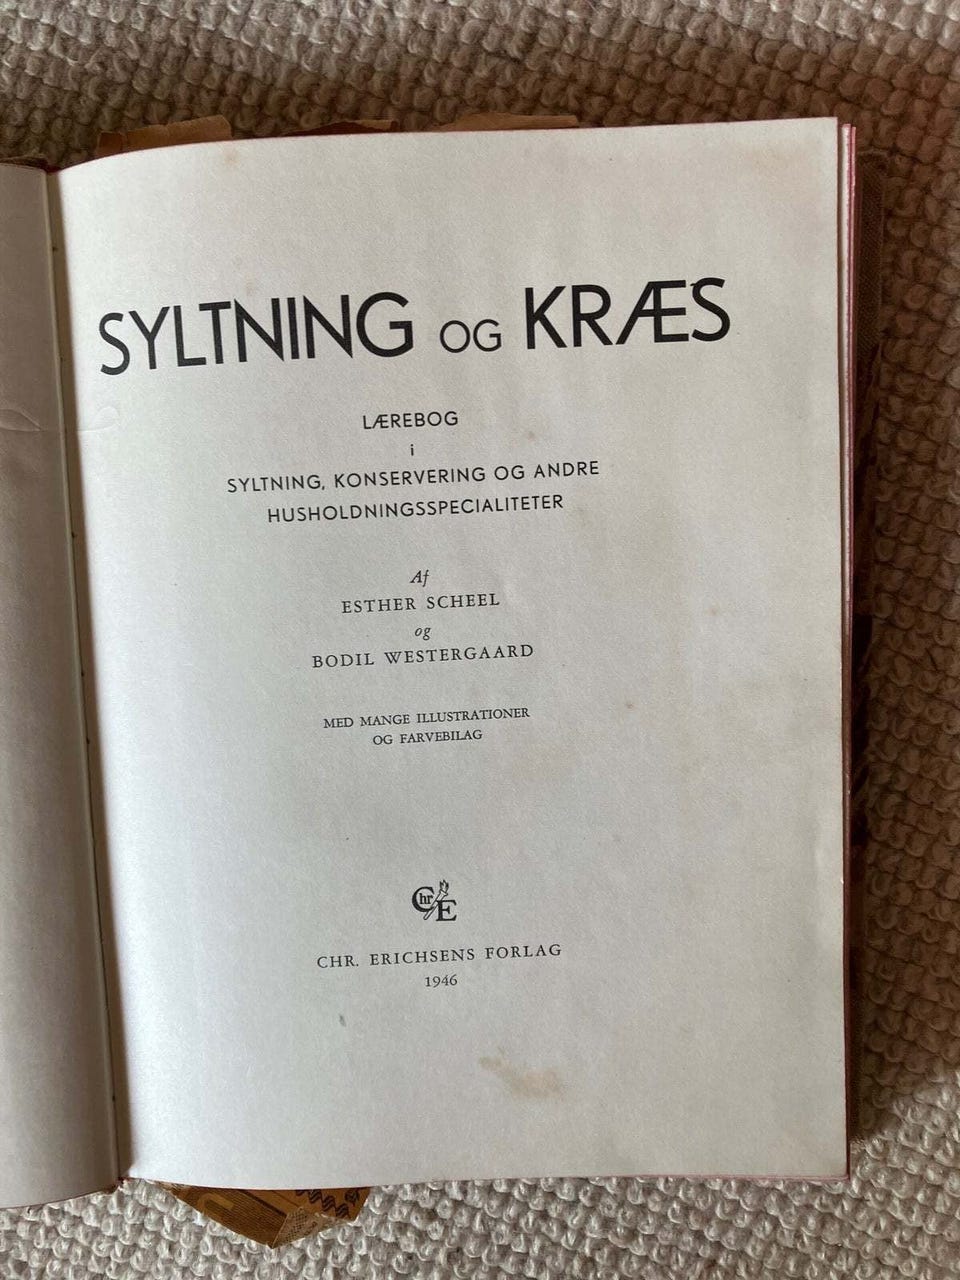 SYLTNING OG KRÆS
LÆREBOG
i
SYLTNING, KONSERVERING OG ANDRE
HUSHOLDNINGSSPECIALITETER
Af
ESTHER SCHEEL
og
BODIL WESTERGAARD
MED MANGE ILLUSTRATIONER
OG FARVEBILAG
Chr E
CHR. ERICHSENS FORLAG
1946